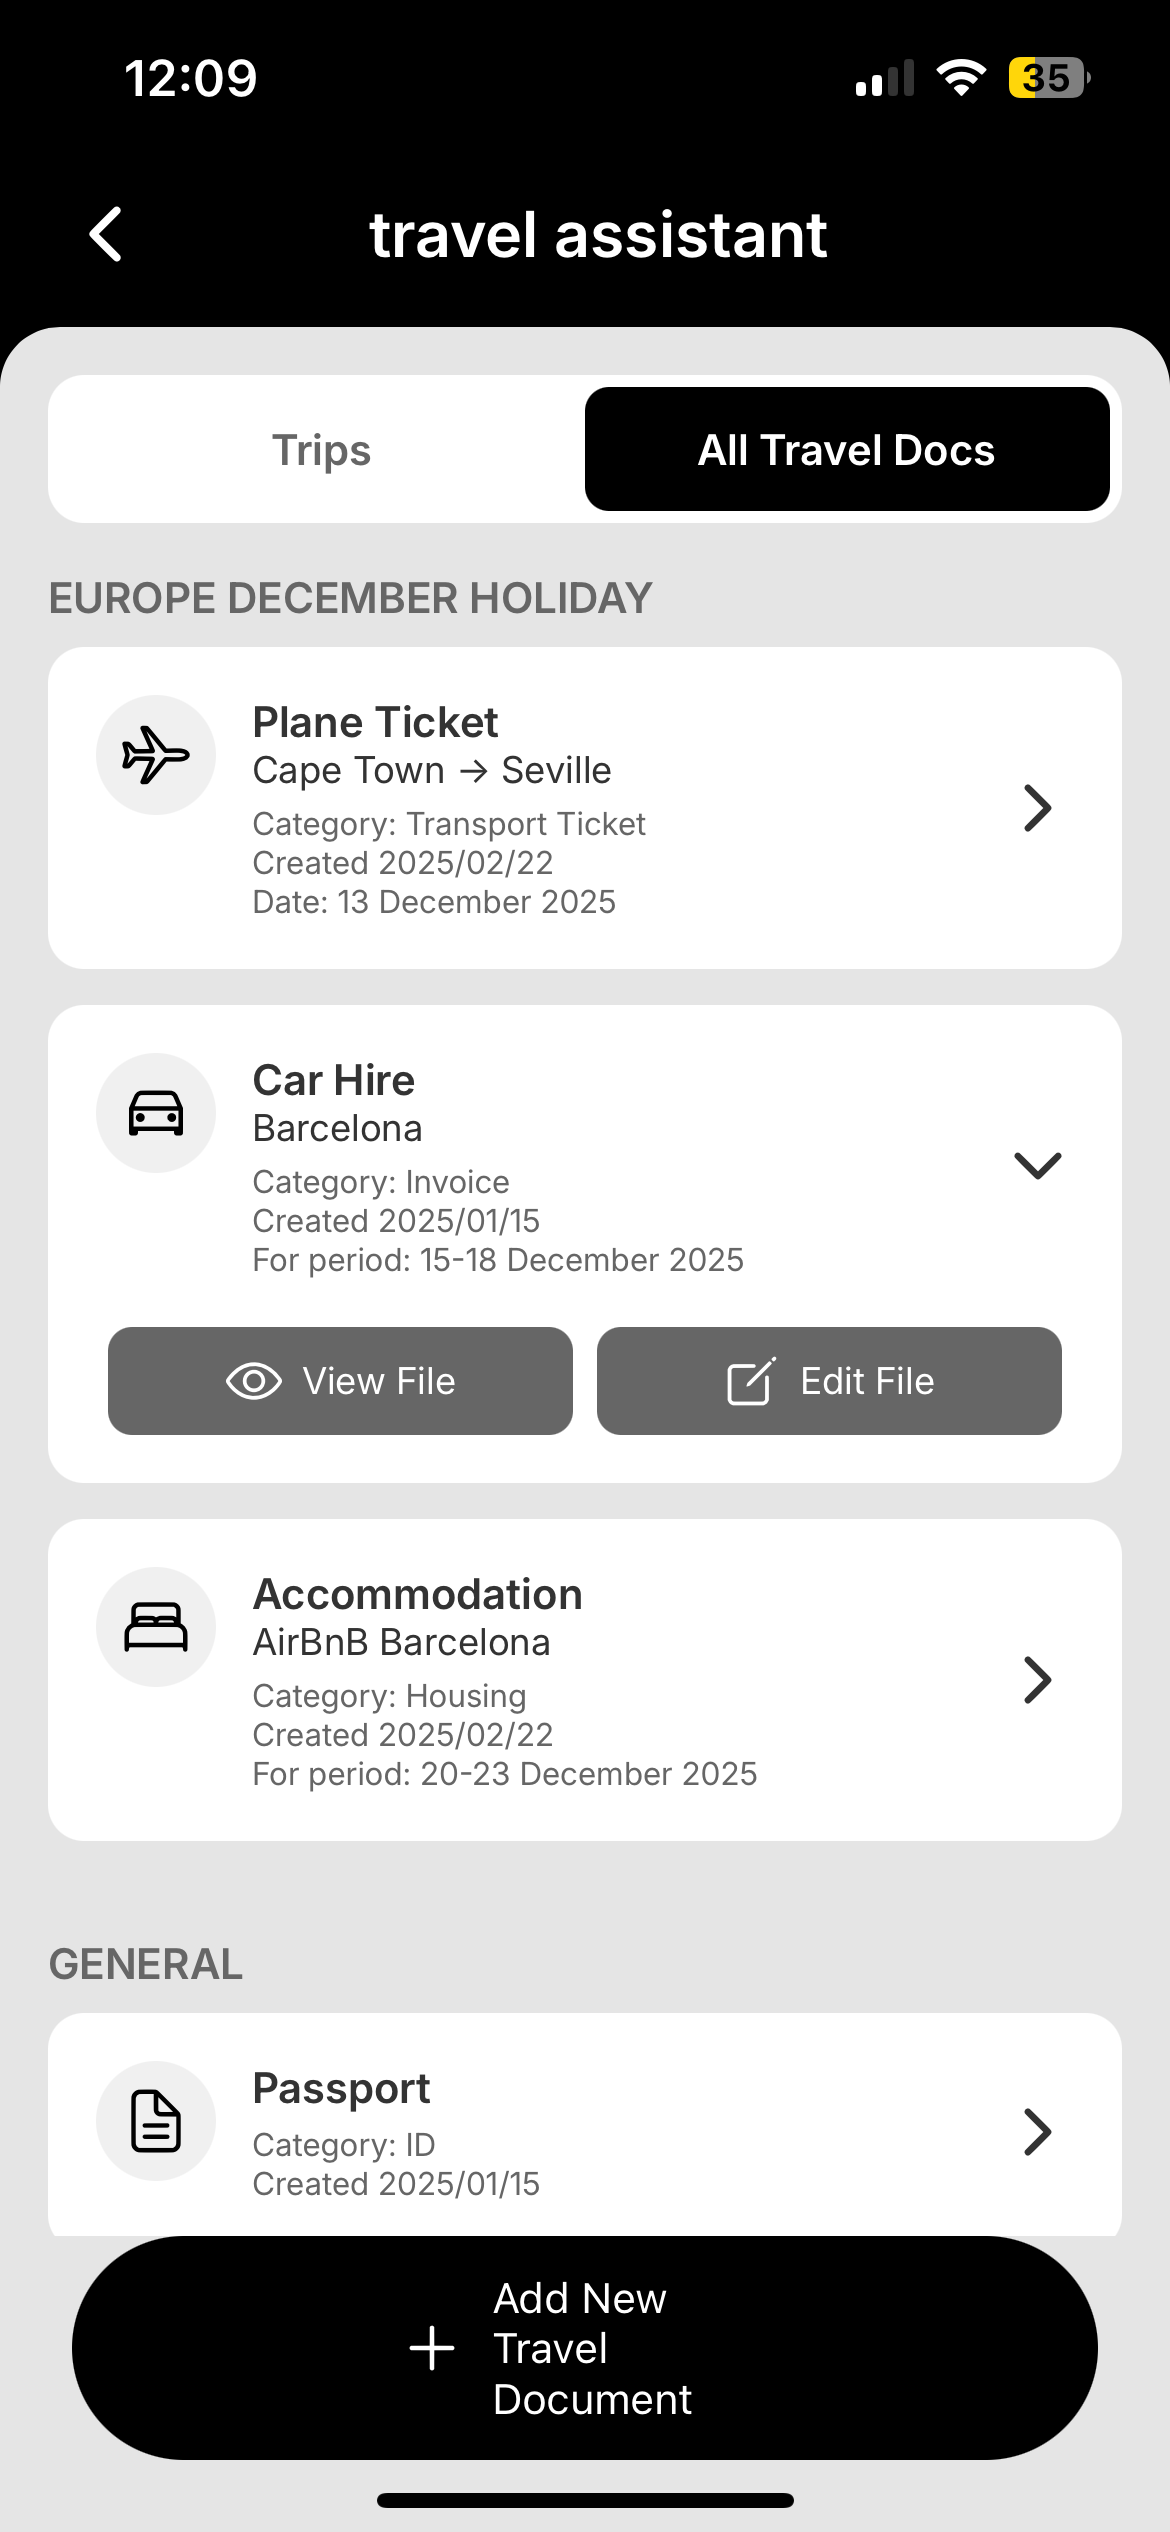 12:09
35
travel assistant
Trips
All Travel Docs
EUROPE DECEMBER HOLIDAY
Plane Ticket
Cape Town → Seville
Category: Transport Ticket
Created 2025/02/22
Date: 13 December 2025
Car Hire
Barcelona
Category: Invoice
Created 2025/01/15
For period: 15-18 December 2025
View File
Edit File
Accommodation
AirBnB Barcelona
Category: Housing
Created 2025/02/22
For period: 20-23 December 2025
GENERAL
Passport
Category: ID
Created 2025/01/15
Add New
Travel
Document